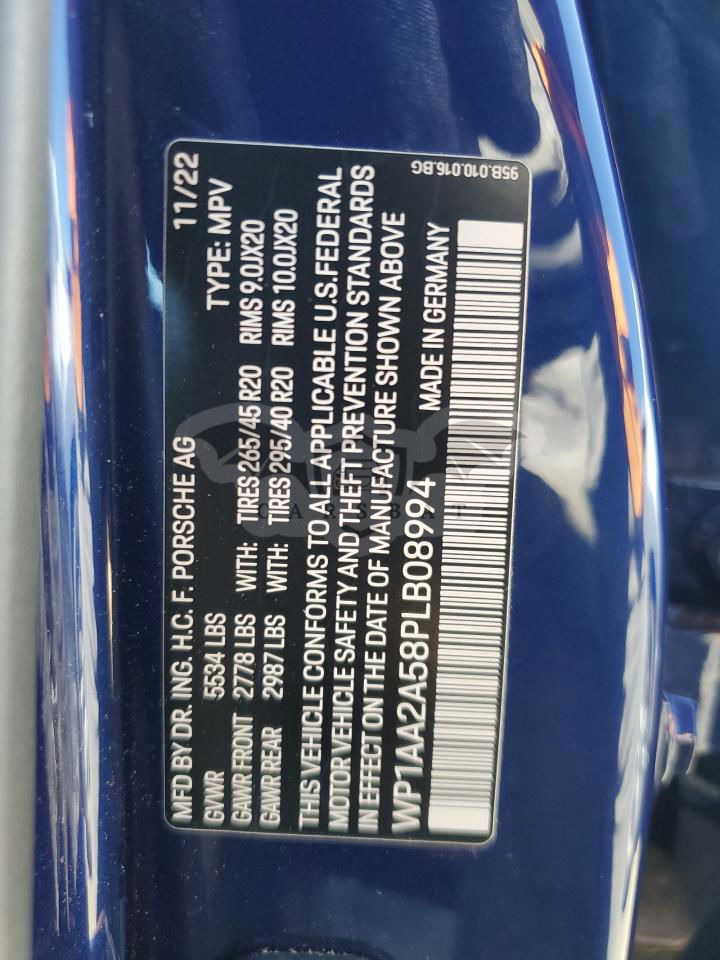 MFD BY DR. ING. H.C. F. PORSCHE AG 11/22
GVWR 5534 LBS TYPE: MPV
GAWR FRONT 2778 LBS WITH: TIRES 265/45 R20 RIMS 9.0JX20
GAWR REAR 2987 LBS WITH: TIRES 295/40 R20 RIMS 10.0JX20
THIS VEHICLE CONFORMS TO ALL APPLICABLE U.S.FEDERAL
MOTOR VEHICLE SAFETY AND THEFT PREVENTION STANDARDS
IN EFFECT ON THE DATE OF MANUFACTURE SHOWN ABOVE
WP1AA2A58PLB08994 MADE IN GERMANY
95B.010.016.BG